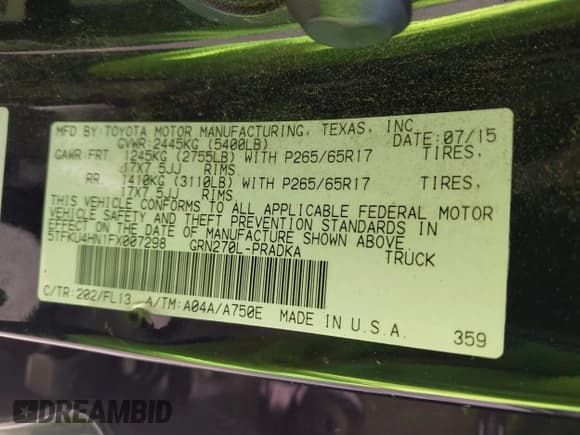 MFD BY:TOYOTA MOTOR MANUFACTURING, TEXAS, INC.
GVWR:2445KG (5400LB) DATE:07/15
GAWR:FRT 1245KG (2755LB) WITH P265/65R17 TIRES,
17X7.5JJ RIMS
RR 1410KG (3110LB) WITH P265/65R17 TIRES,
17X7.5JJ RIMS
THIS VEHICLE CONFORMS TO ALL APPLICABLE FEDERAL MOTOR
VEHICLE SAFETY AND THEFT PREVENTION STANDARDS IN
EFFECT ON THE DATE OF MANUFACTURE SHOWN ABOVE.
5TFKU4HN1FX007298 GRN270L-PRADKA TRUCK
C/TR:202/FL13 A/TM:A04A/A750E MADE IN U.S.A. 359
DREAMBID